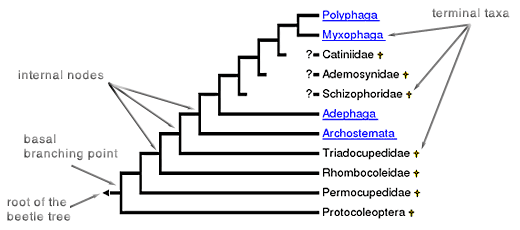 Polyphaga
terminal taxa
Myxophaga
? Catiniidae ✝
internal nodes
? Ademosynidae ✝
? Schizophoridae ✝
Adephaga
Archostemata
basal
branching point
Triadocupedidae ✝
Rhombocoleidae ✝
root of the
beetle tree
Permocupedidae ✝
Protocoleoptera ✝